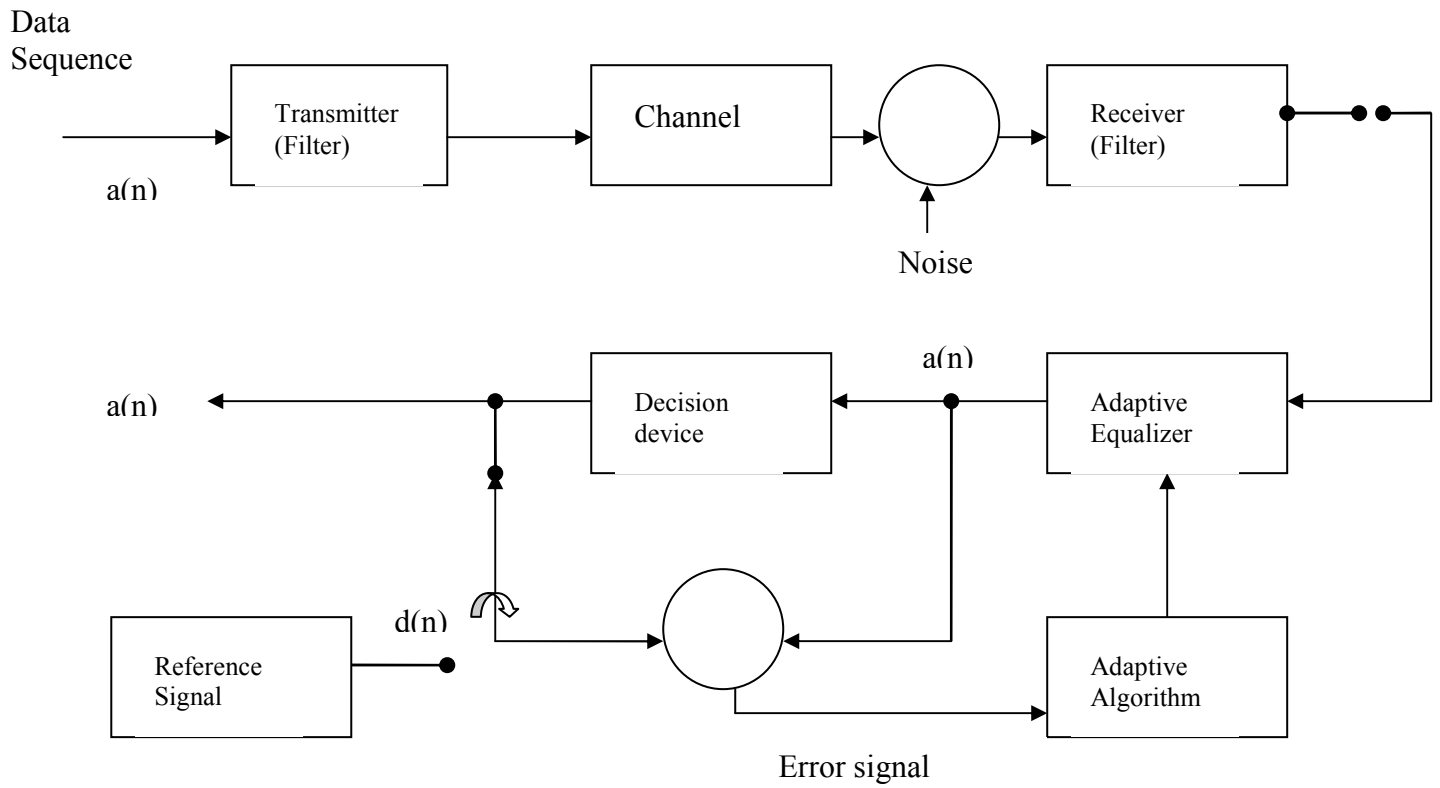 Data
Sequence
Transmitter
(Filter)
Channel
Receiver
(Filter)
a(n)
Noise
a(n)
a(n)
Decision
device
Adaptive
Equalizer
d(n)
Reference
Signal
Adaptive
Algorithm
Error signal